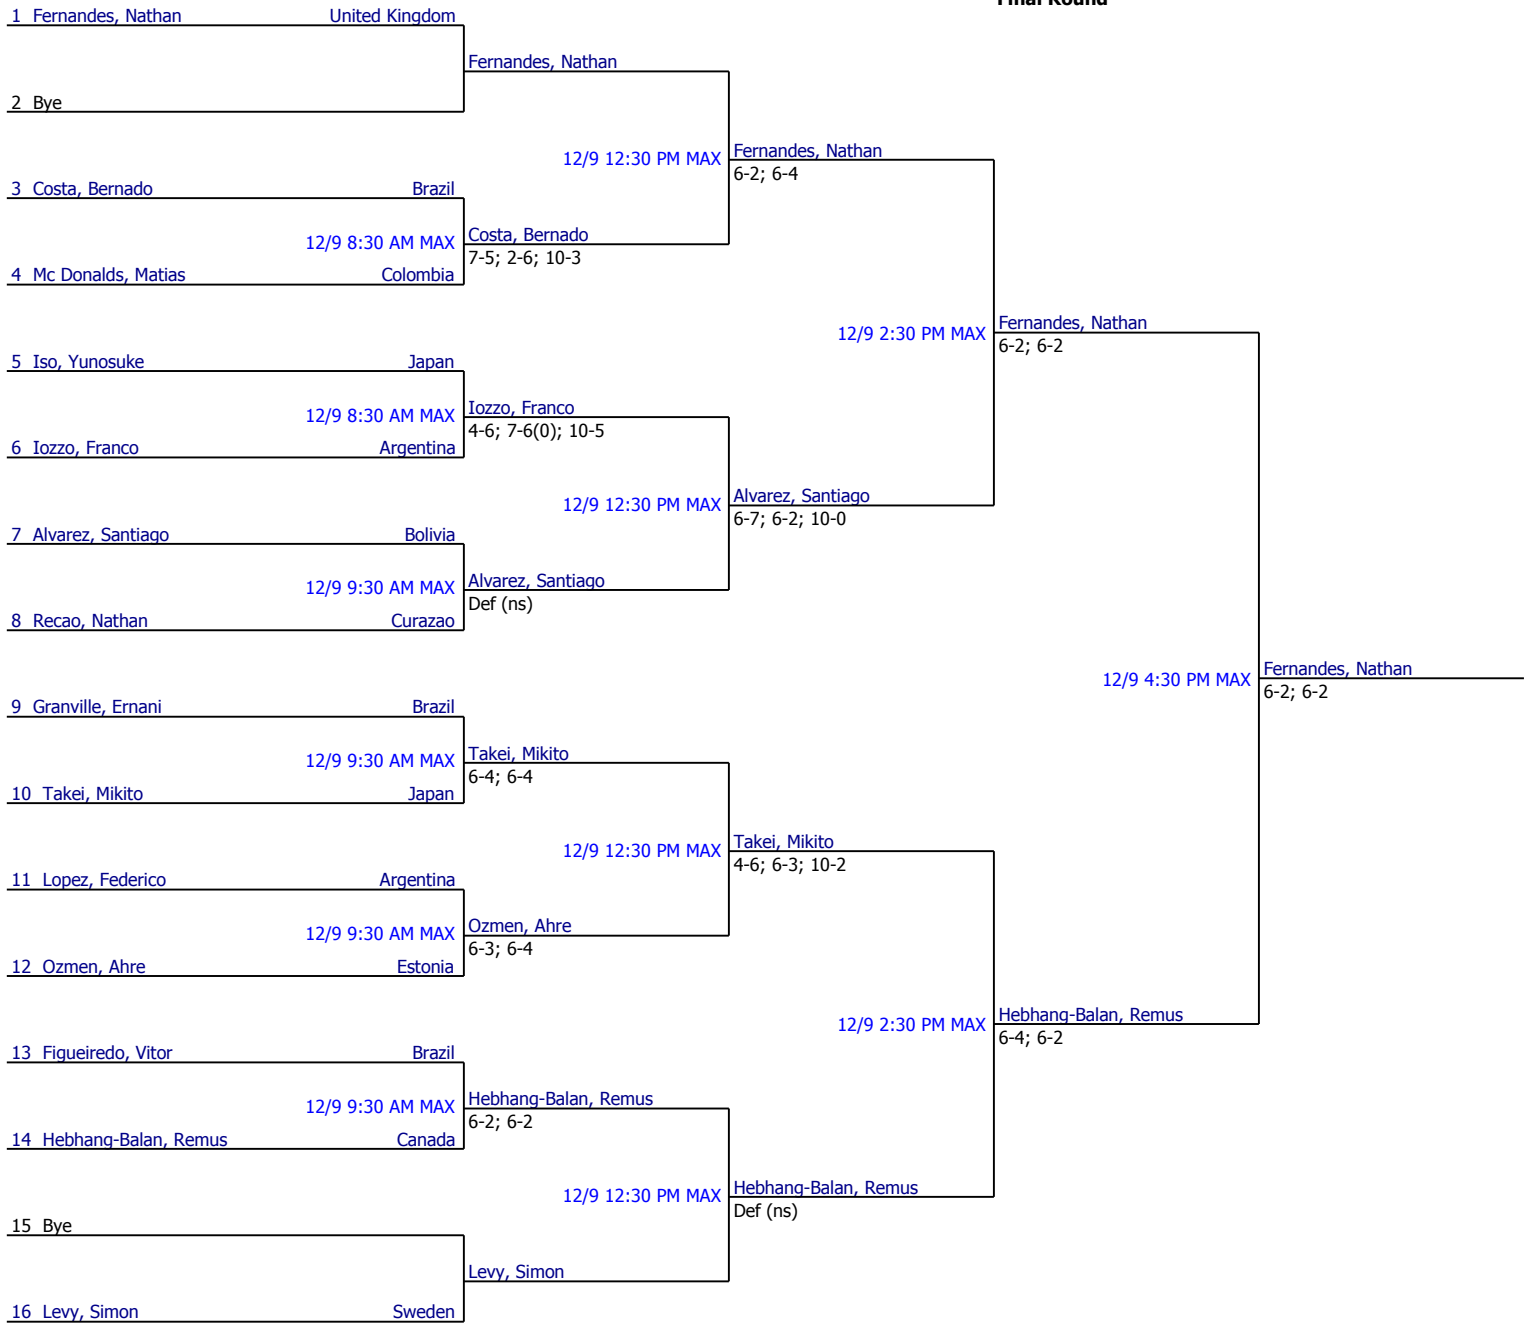 Final Round
1 Fernandes, Nathan United Kingdom
Fernandes, Nathan
2 Bye
12/9 12:30 PM MAX Fernandes, Nathan
6-2; 6-4
3 Costa, Bernado Brazil
12/9 8:30 AM MAX Costa, Bernado
7-5; 2-6; 10-3
4 Mc Donalds, Matias Colombia
12/9 2:30 PM MAX Fernandes, Nathan
6-2; 6-2
5 Iso, Yunosuke Japan
12/9 8:30 AM MAX Iozzo, Franco
4-6; 7-6(0); 10-5
6 Iozzo, Franco Argentina
12/9 12:30 PM MAX Alvarez, Santiago
6-7; 6-2; 10-0
7 Alvarez, Santiago Bolivia
12/9 9:30 AM MAX Alvarez, Santiago
Def (ns)
8 Recao, Nathan Curazao
12/9 4:30 PM MAX Fernandes, Nathan
6-2; 6-2
9 Granville, Ernani Brazil
12/9 9:30 AM MAX Takei, Mikito
6-4; 6-4
10 Takei, Mikito Japan
12/9 12:30 PM MAX Takei, Mikito
4-6; 6-3; 10-2
11 Lopez, Federico Argentina
12/9 9:30 AM MAX Ozmen, Ahre
6-3; 6-4
12 Ozmen, Ahre Estonia
12/9 2:30 PM MAX Hebhang-Balan, Remus
6-4; 6-2
13 Figueiredo, Vitor Brazil
12/9 9:30 AM MAX Hebhang-Balan, Remus
6-2; 6-2
14 Hebhang-Balan, Remus Canada
12/9 12:30 PM MAX Hebhang-Balan, Remus
Def (ns)
15 Bye
Levy, Simon
16 Levy, Simon Sweden